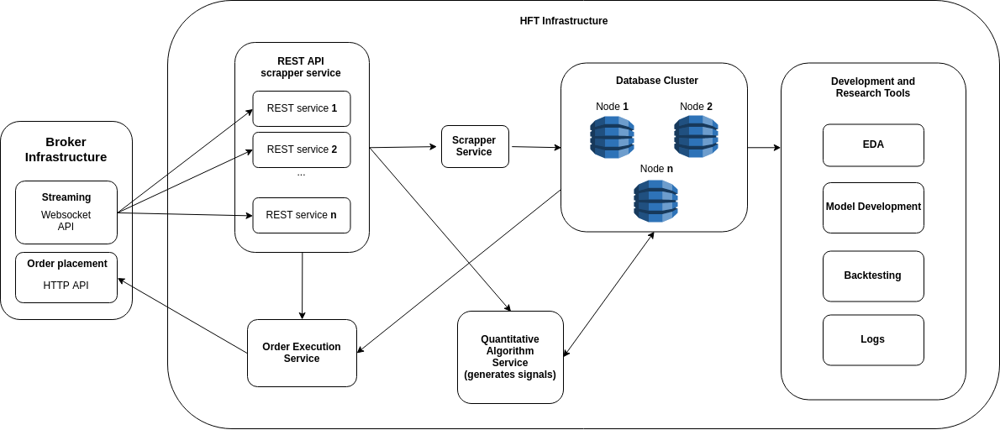 HFT Infrastructure
Broker
Infrastructure
Streaming
Websocket
API
Order placement
HTTP API
REST API
scrapper service
REST service 1
REST service 2
...
REST service n
Order Execution
Service
Scrapper
Service
Quantitative
Algorithm
Service
(generates signals)
Database Cluster
Node 1
Node 2
Node n
Development and
Research Tools
EDA
Model Development
Backtesting
Logs